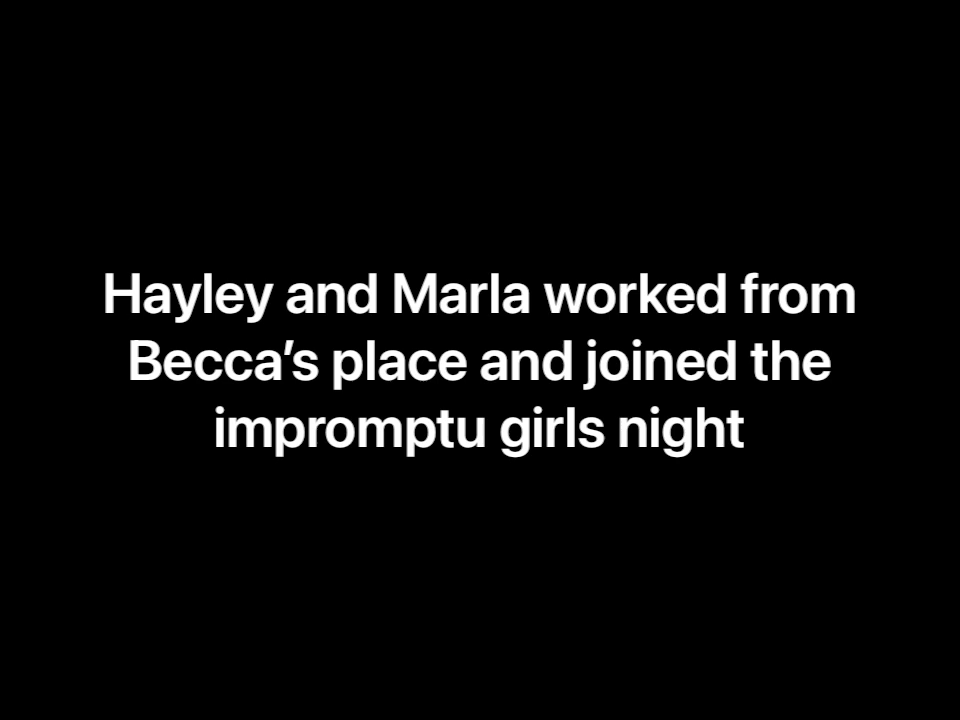 Hayley and Marla worked from
Becca’s place and joined the
impromptu girls night